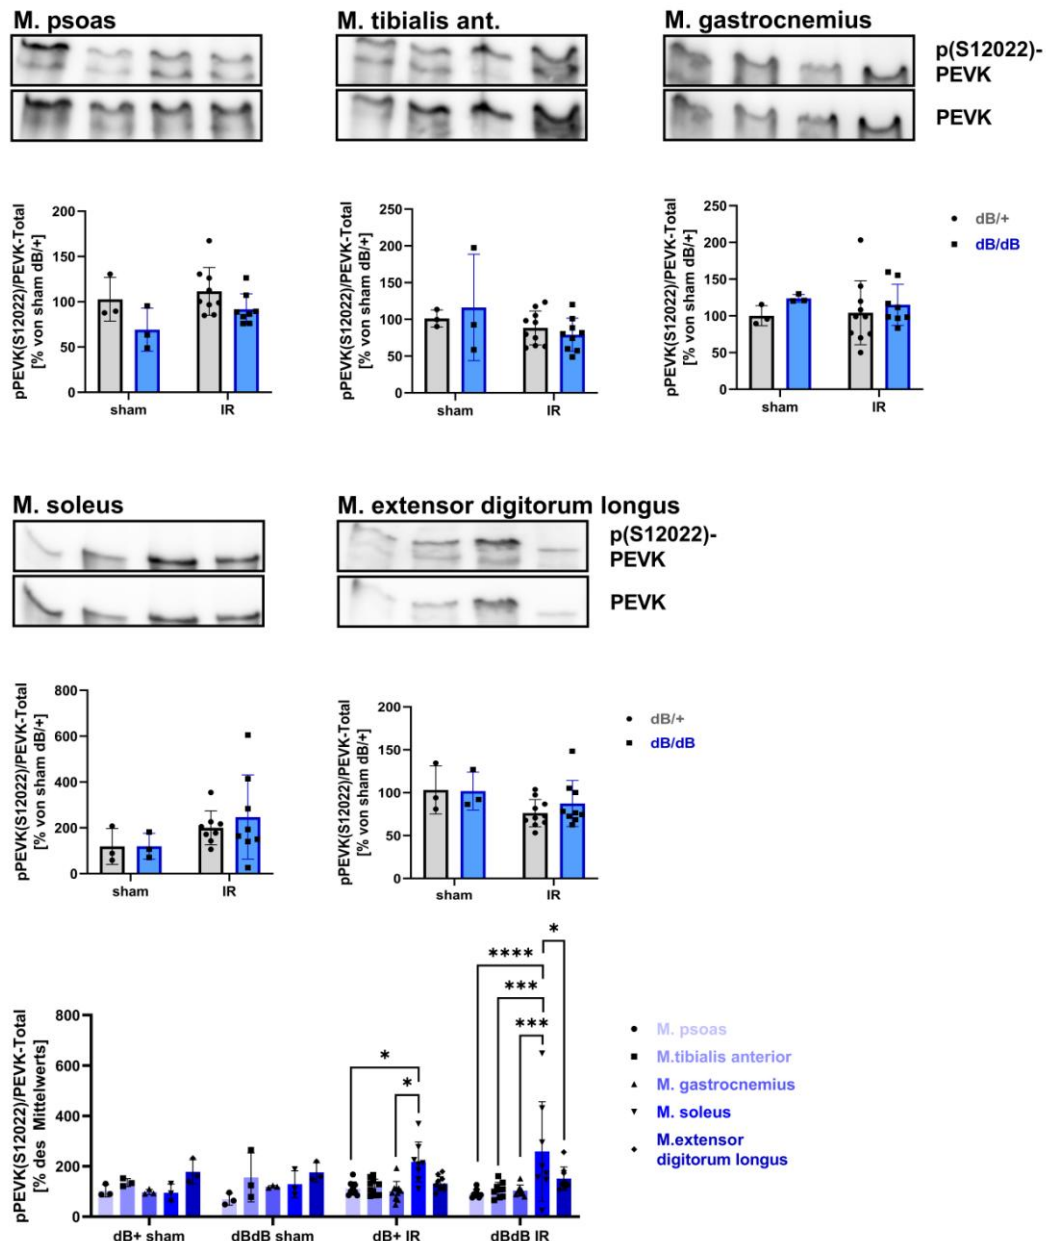 M. psoas
M. tibialis ant.
M. gastrocnemius
p(S12022)-
PEVK
PEVK
pPEVK(S12022)/PEVK-Total
[% von sham dB/+]
200
150
100
50
0
sham
IR
pPEVK(S12022)/PEVK-Total
[% von sham dB/+]
250
200
150
100
50
0
sham
IR
pPEVK(S12022)/PEVK-Total
[% von sham dB/+]
250
200
150
100
50
0
sham
IR
dB/+
dB/dB
M. soleus
M. extensor digitorum longus
p(S12022)-
PEVK
PEVK
pPEVK(S12022)/PEVK-Total
[% von sham dB/+]
800
600
400
200
0
sham
IR
pPEVK(S12022)/PEVK-Total
[% von sham dB/+]
200
150
100
50
0
sham
IR
dB/+
dB/dB
pPEVK(S12022)/PEVK-Total
[% des Mittelwerts]
800
600
400
200
0
*
*
****
***
***
*
dB+ sham
dBdB sham
dB+ IR
dBdB IR
M. psoas
M.tibialis anterior
M. gastrocnemius
M. soleus
M.extensor
digitorum longus